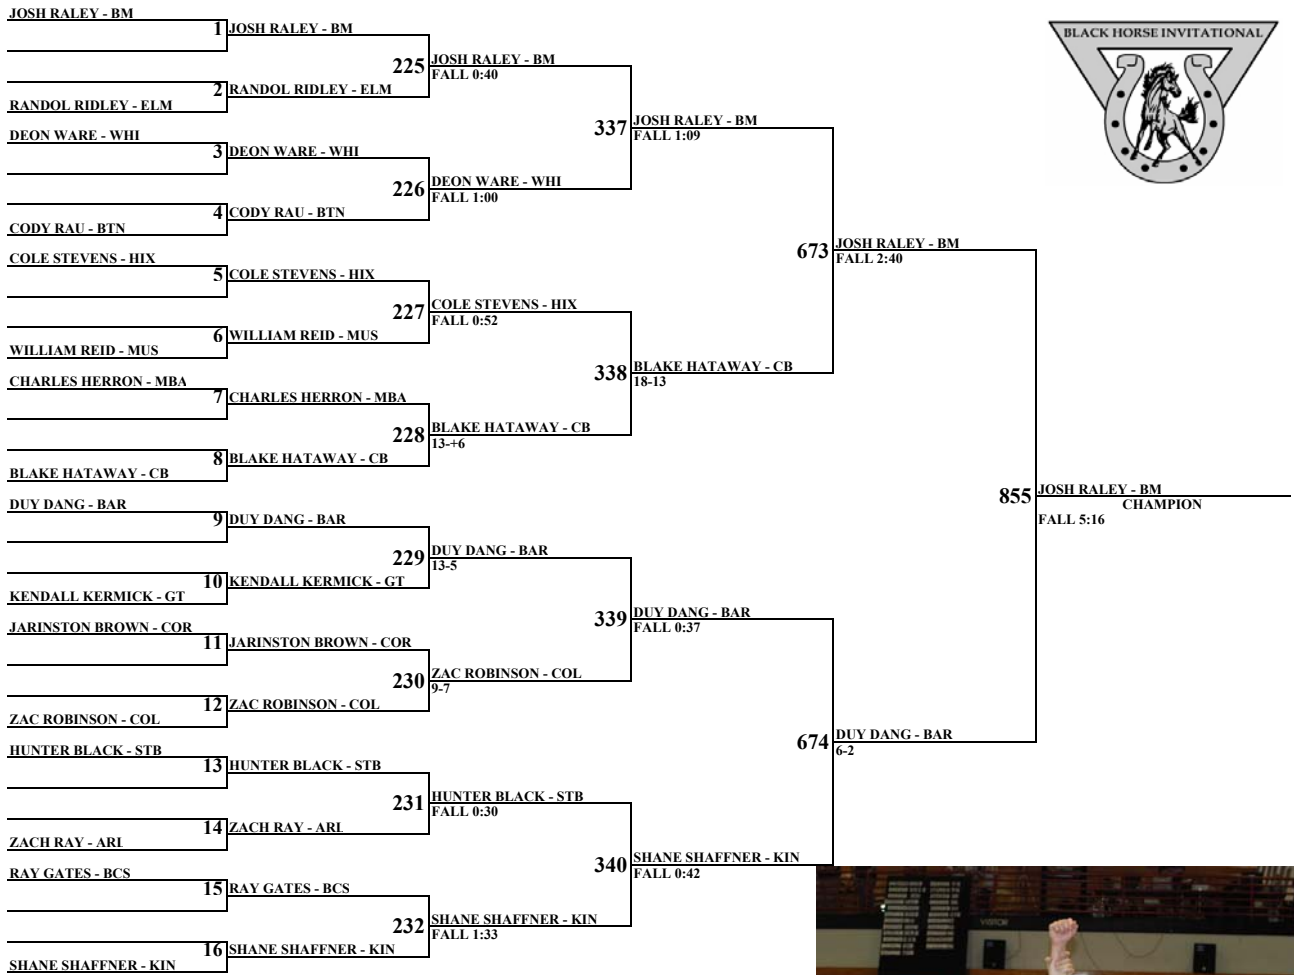 JOSH RALEY - BM
RANDOL RIDLEY - ELM
DEON WARE - WHI
CODY RAU - BTN
COLE STEVENS - HIX
WILLIAM REID - MUS
CHARLES HERRON - MBA
BLAKE HATAWAY - CB
DUY DANG - BAR
KENDALL KERMICK - GT
JARINSTON BROWN - COR
ZAC ROBINSON - COL
HUNTER BLACK - STB
ZACH RAY - ARL
RAY GATES - BCS
SHANE SHAFFNER - KIN
1 JOSH RALEY - BM
2 RANDOL RIDLEY - ELM
3 DEON WARE - WHI
4 CODY RAU - BTN
5 COLE STEVENS - HIX
6 WILLIAM REID - MUS
7 CHARLES HERRON - MBA
8 BLAKE HATAWAY - CB
9 DUY DANG - BAR
10 KENDALL KERMICK - GT
11 JARINSTON BROWN - COR
12 ZAC ROBINSON - COL
13 HUNTER BLACK - STB
14 ZACH RAY - ARL
15 RAY GATES - BCS
16 SHANE SHAFFNER - KIN
225 JOSH RALEY - BM
FALL 0:40
226 DEON WARE - WHI
FALL 1:00
227 COLE STEVENS - HIX
FALL 0:52
228 BLAKE HATAWAY - CB
13-+6
229 DUY DANG - BAR
13-5
230 ZAC ROBINSON - COL
9-7
231 HUNTER BLACK - STB
FALL 0:30
232 SHANE SHAFFNER - KIN
FALL 1:33
337 JOSH RALEY - BM
FALL 1:09
338 BLAKE HATAWAY - CB
18-13
339 DUY DANG - BAR
FALL 0:37
340 SHANE SHAFFNER - KIN
FALL 0:42
673 JOSH RALEY - BM
FALL 2:40
674 DUY DANG - BAR
6-2
855 JOSH RALEY - BM
CHAMPION
FALL 5:16
BLACK HORSE INVITATIONAL
VISITOR